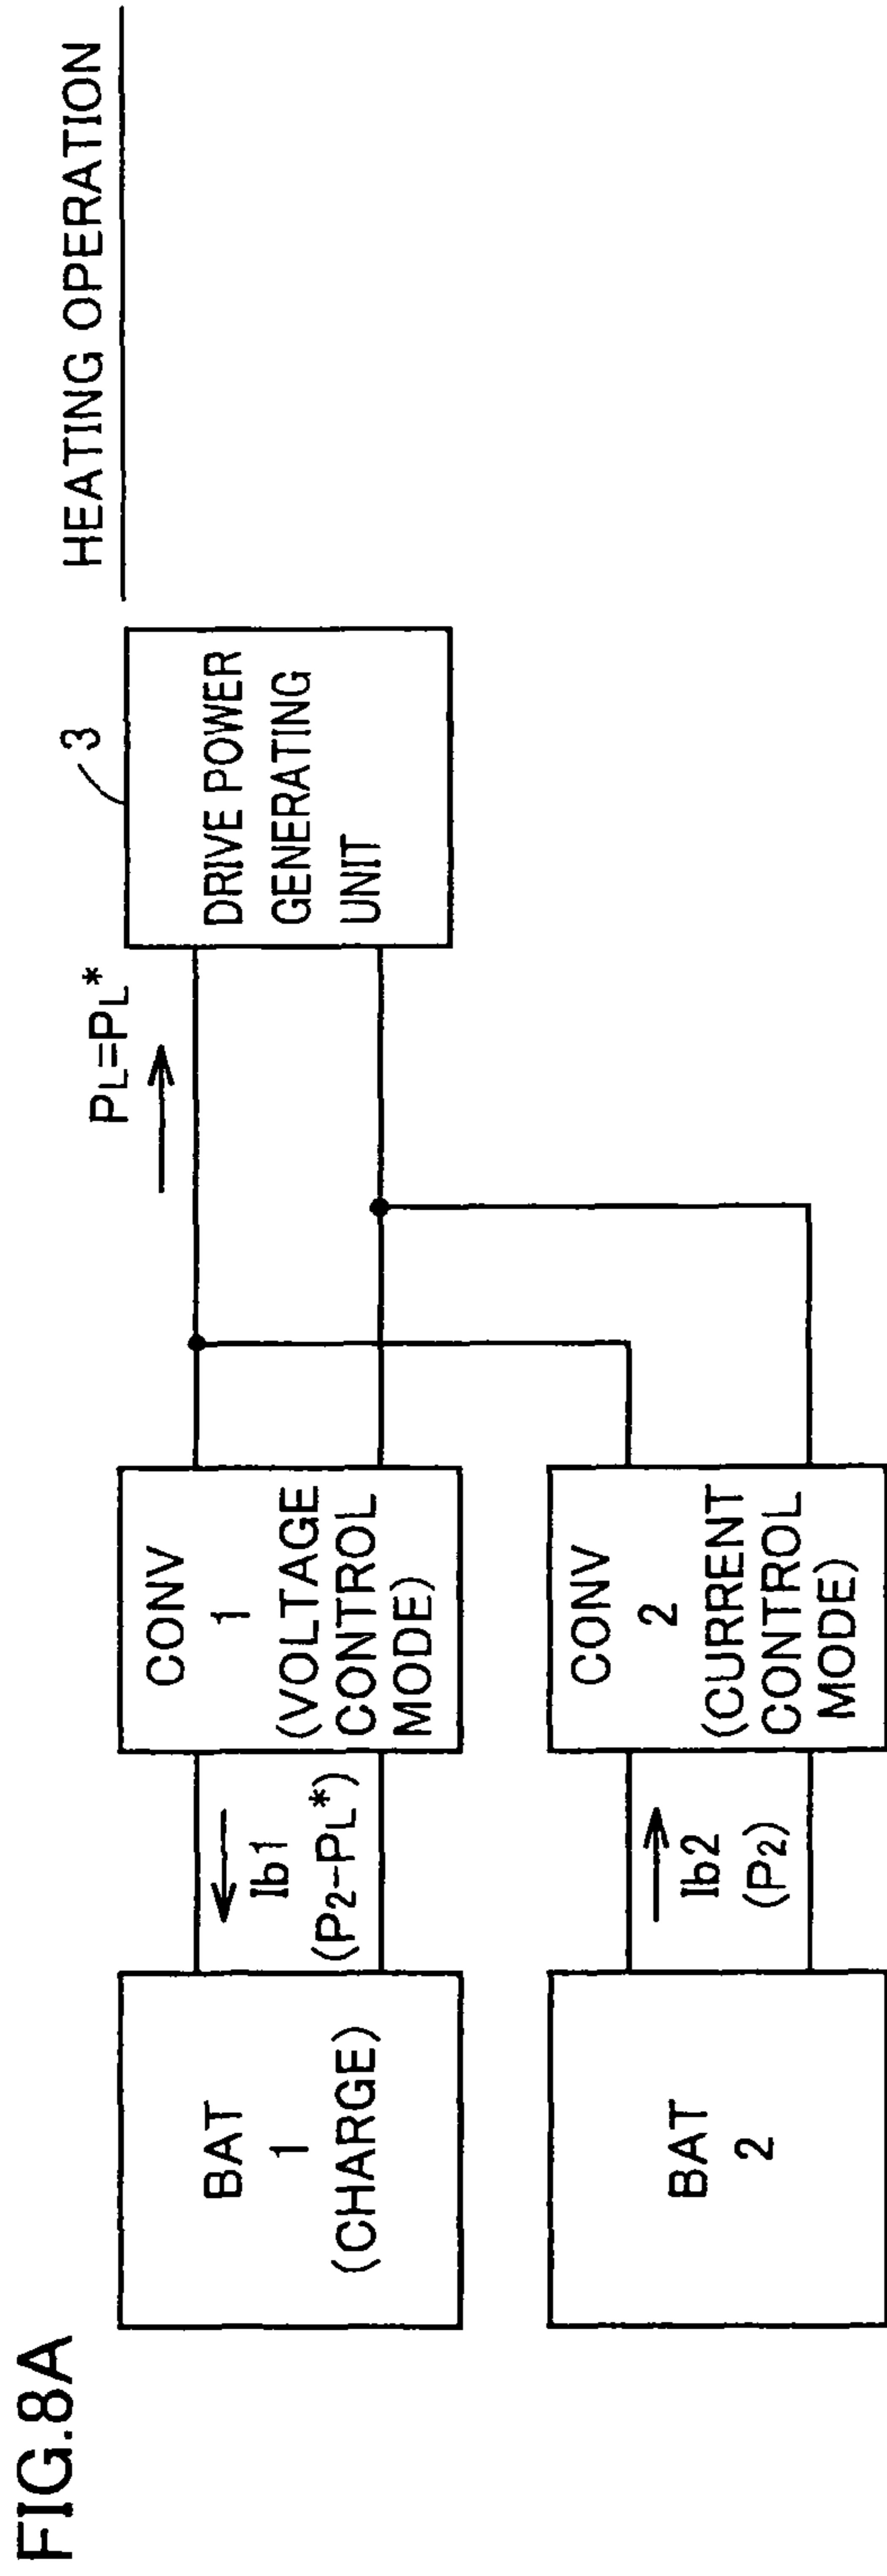 FIG.8A
HEATING OPERATION
BAT
1
(CHARGE)
Ib1
(P2-PL*)
CONV
1
(VOLTAGE
CONTROL
MODE)
PL=PL*
3
DRIVE POWER
GENERATING
UNIT
BAT
2
Ib2
(P2)
CONV
2
(CURRENT
CONTROL
MODE)